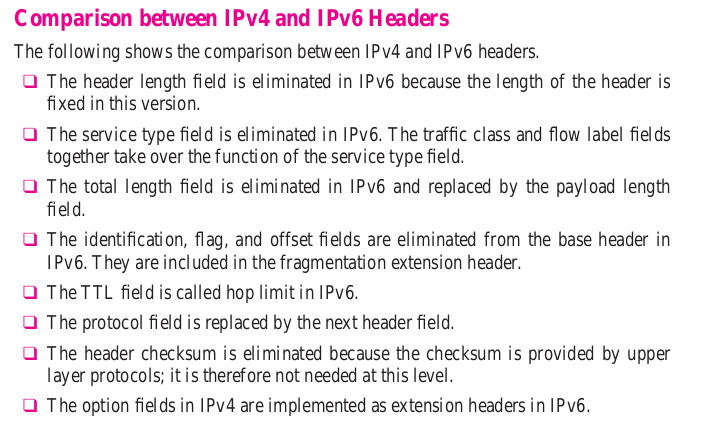 Comparison between IPv4 and IPv6 Headers
The following shows the comparison between IPv4 and IPv6 headers.
❑ The header length field is eliminated in IPv6 because the length of the header is
fixed in this version.
❑ The service type field is eliminated in IPv6. The traffic class and flow label fields
together take over the function of the service type field.
❑ The total length field is eliminated in IPv6 and replaced by the payload length
field.
❑ The identification, flag, and offset fields are eliminated from the base header in
IPv6. They are included in the fragmentation extension header.
❑ The TTL field is called hop limit in IPv6.
❑ The protocol field is replaced by the next header field.
❑ The header checksum is eliminated because the checksum is provided by upper
layer protocols; it is therefore not needed at this level.
❑ The option fields in IPv4 are implemented as extension headers in IPv6.